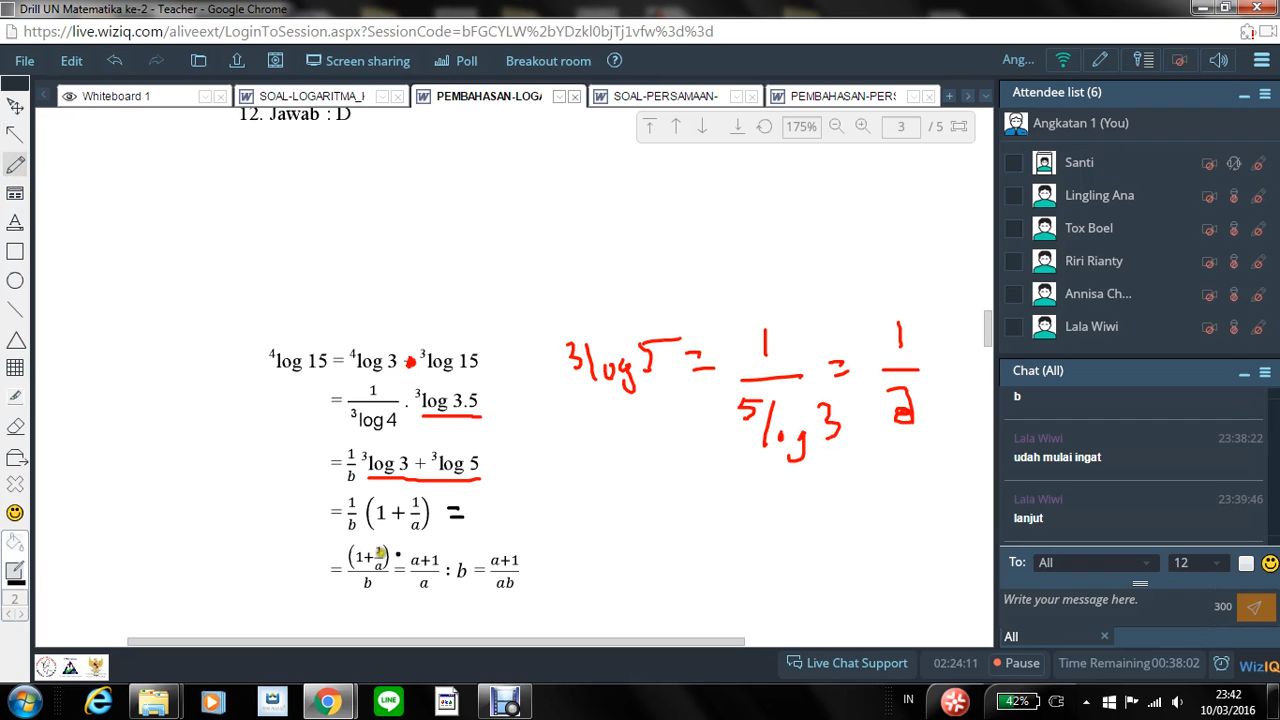 Drill UN Matematika ke-2 - Teacher - Google Chrome
https://live.wiziq.com/aliveext/LoginToSession.aspx?SessionCode=bFGCYLW%2bYDzkl0bjTj1vfw%3d%3d
File Edit Screen sharing Poll Breakout room ? Ang...
Whiteboard 1 SOAL-LOGARITMA_ PEMBAHASAN-LOGA SOAL-PERSAMAAN- PEMBAHASAN-PERS
Attendee list (6)
12. Jawab : D
175% 3 / 5
Angkatan 1 (You)
Santi
Lingling Ana
Tox Boel
Riri Rianty
Annisa Ch...
Lala Wiwi
⁴log 15 = ⁴log 3 · ³log 15
= 1/³log 4 . ³log 3.5
= 1/b ³log 3 + ³log 5
= 1/b (1 + 1/a) =
= (1+1/a)/b = a+1/a : b = a+1/ab
³log 5 = 1/⁵log 3 = 1/a
Chat (All)
b
Lala Wiwi 23:38:22
udah mulai ingat
Lala Wiwi 23:39:46
lanjut
To: All 12
Write your message here. 300
All
2
Live Chat Support 02:24:11 Pause Time Remaining 00:38:02 WizIQ
LINE IN 42% 23:42
10/03/2016